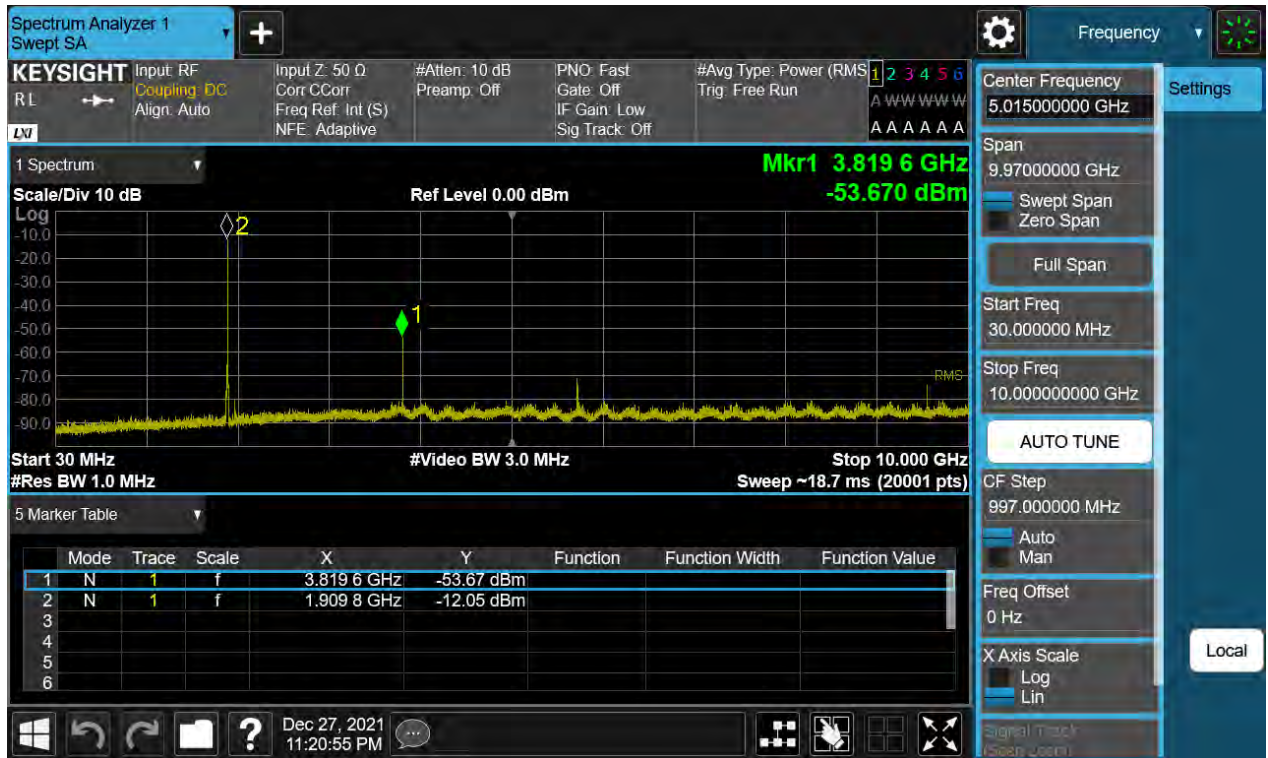 Spectrum Analyzer 1
Swept SA
Frequency
KEYSIGHT
RL
LXI
Input: RF
Coupling: DC
Align: Auto
Input Z: 50 Ω
Corr CCorr
Freq Ref: Int (S)
NFE: Adaptive
#Atten: 10 dB
Preamp: Off
PNO: Fast
Gate: Off
IF Gain: Low
Sig Track: Off
#Avg Type: Power (RMS
Trig: Free Run
1 2 3 4 5 6
A W W W W W
A A A A A A
1 Spectrum
Mkr1 3.819 6 GHz
Scale/Div 10 dB
Ref Level 0.00 dBm
-53.670 dBm
Log
-10.0
-20.0
-30.0
-40.0
-50.0
-60.0
-70.0
-80.0
-90.0
2
1
RMS
Start 30 MHz
#Video BW 3.0 MHz
Stop 10.000 GHz
#Res BW 1.0 MHz
Sweep ~18.7 ms (20001 pts)
5 Marker Table
Mode Trace Scale X Y Function Function Width Function Value
1 N 1 f 3.819 6 GHz -53.67 dBm
2 N 1 f 1.909 8 GHz -12.05 dBm
3
4
5
6
Dec 27, 2021
11:20:55 PM
Center Frequency
5.015000000 GHz
Settings
Span
9.97000000 GHz
Swept Span
Zero Span
Full Span
Start Freq
30.000000 MHz
Stop Freq
10.000000000 GHz
AUTO TUNE
CF Step
997.000000 MHz
Auto
Man
Freq Offset
0 Hz
X Axis Scale
Log
Lin
Local
Signal Track
(Span Zoom)